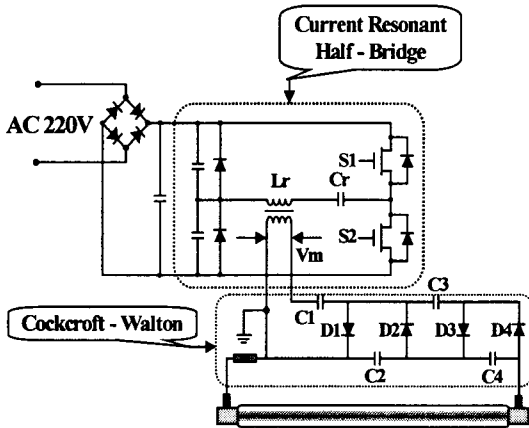 Current Resonant
Half - Bridge
AC 220V
S1
Lr
Cr
S2
Vm
C3
C1
D1
D2
D3
D4
Cockcroft - Walton
C2
C4